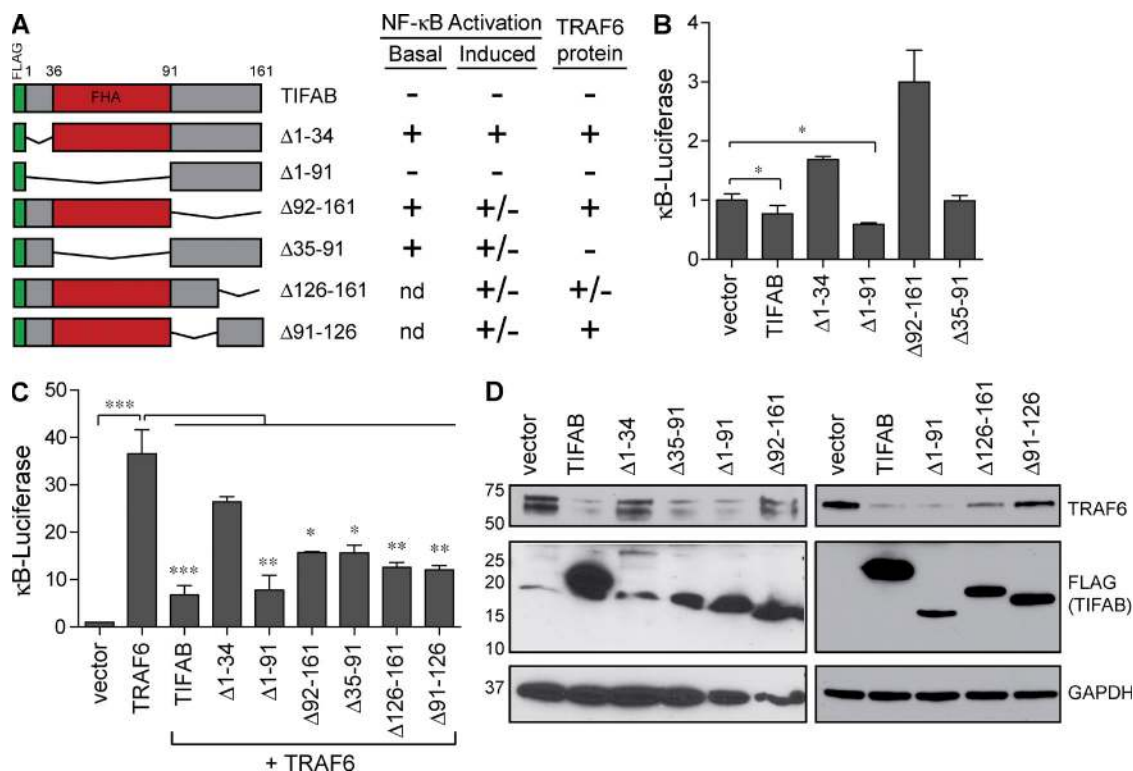 A
NF-κB Activation TRAF6 protein
Basal Induced
FLAG 1 36 91 161
FHA
TIFAB - - -
Δ1-34 + + +
Δ1-91 - - -
Δ92-161 + +/- +
Δ35-91 + +/- -
Δ126-161 nd +/- +/-
Δ91-126 nd +/- +
B
κB-Luciferase
4
3
2
1
0
* *
vector TIFAB Δ1-34 Δ1-91 Δ92-161 Δ35-91
C
κB-Luciferase
50
40
30
20
10
0
***
*** ** * * ** **
vector TRAF6 TIFAB Δ1-34 Δ1-91 Δ92-161 Δ35-91 Δ126-161 Δ91-126
+ TRAF6
D
vector TIFAB Δ1-34 Δ35-91 Δ1-91 Δ92-161 vector TIFAB Δ1-91 Δ126-161 Δ91-126
75
50
TRAF6
25
20
15
10
FLAG
(TIFAB)
37
GAPDH